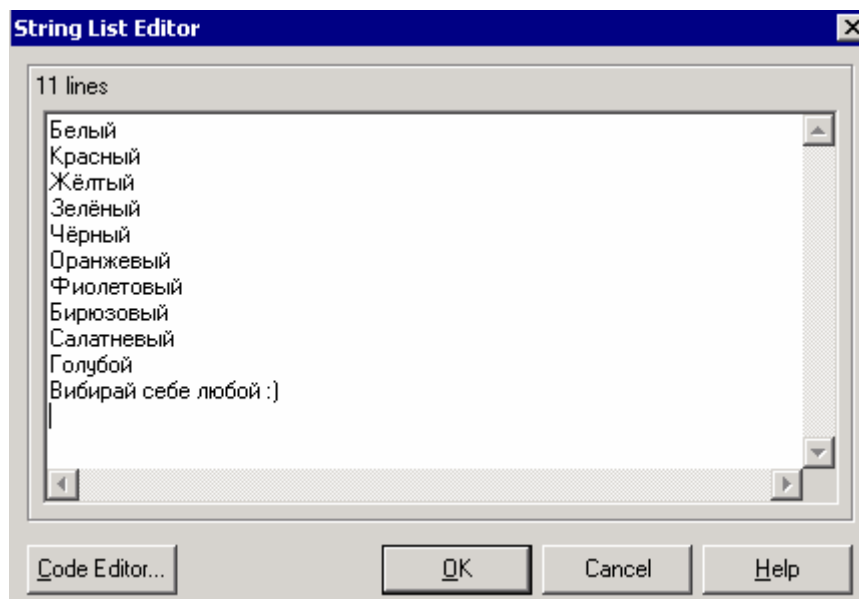 String List Editor
11 lines
Белый
Красный
Жёлтый
Зелёный
Чёрный
Оранжевый
Фиолетовый
Бирюзовый
Салатневый
Голубой
Вибирай себе любой :)
Code Editor...
OK
Cancel
Help